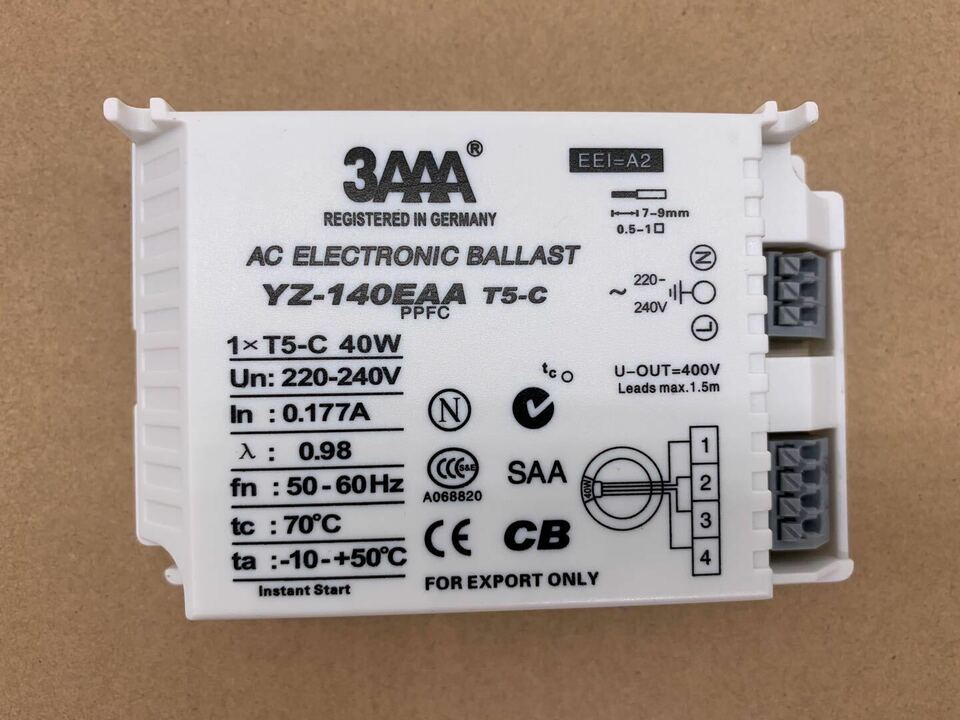 3AAA®
REGISTERED IN GERMANY
AC ELECTRONIC BALLAST
YZ-140EAA T5-C
PPFC
1×T5-C 40W
Un: 220-240V
In : 0.177A
λ : 0.98
fn : 50-60Hz
tc : 70°C
ta : -10-+50°C
Instant Start
EEI=A2
7-9mm
0.5-1□
N
~ 220-
240V
L
tc
U-OUT=400V
Leads max.1.5m
N
CCC S&E
A068820
SAA
CE
CB
FOR EXPORT ONLY
40W
1
2
3
4